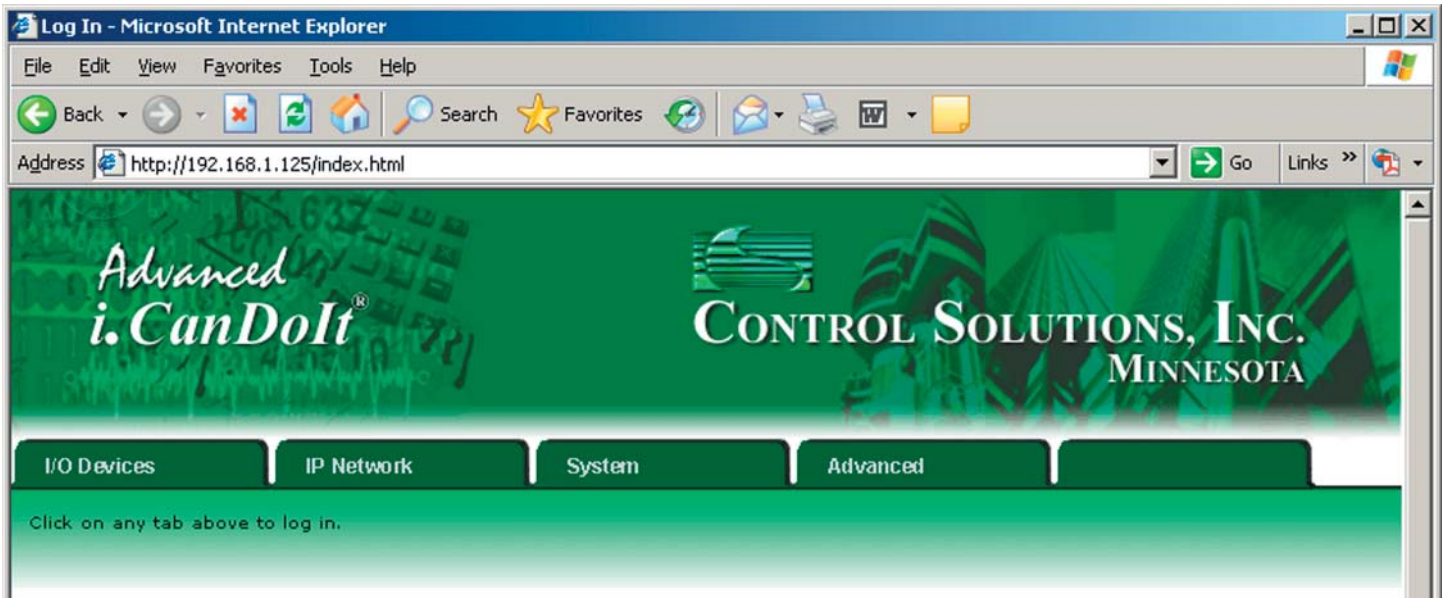 Log In - Microsoft Internet Explorer
File Edit View Favorites Tools Help
Back Search Favorites
Address http://192.168.1.125/index.html Go Links »
Advanced
i.CanDoIt®
CONTROL SOLUTIONS, INC.
MINNESOTA
I/O Devices IP Network System Advanced
Click on any tab above to log in.